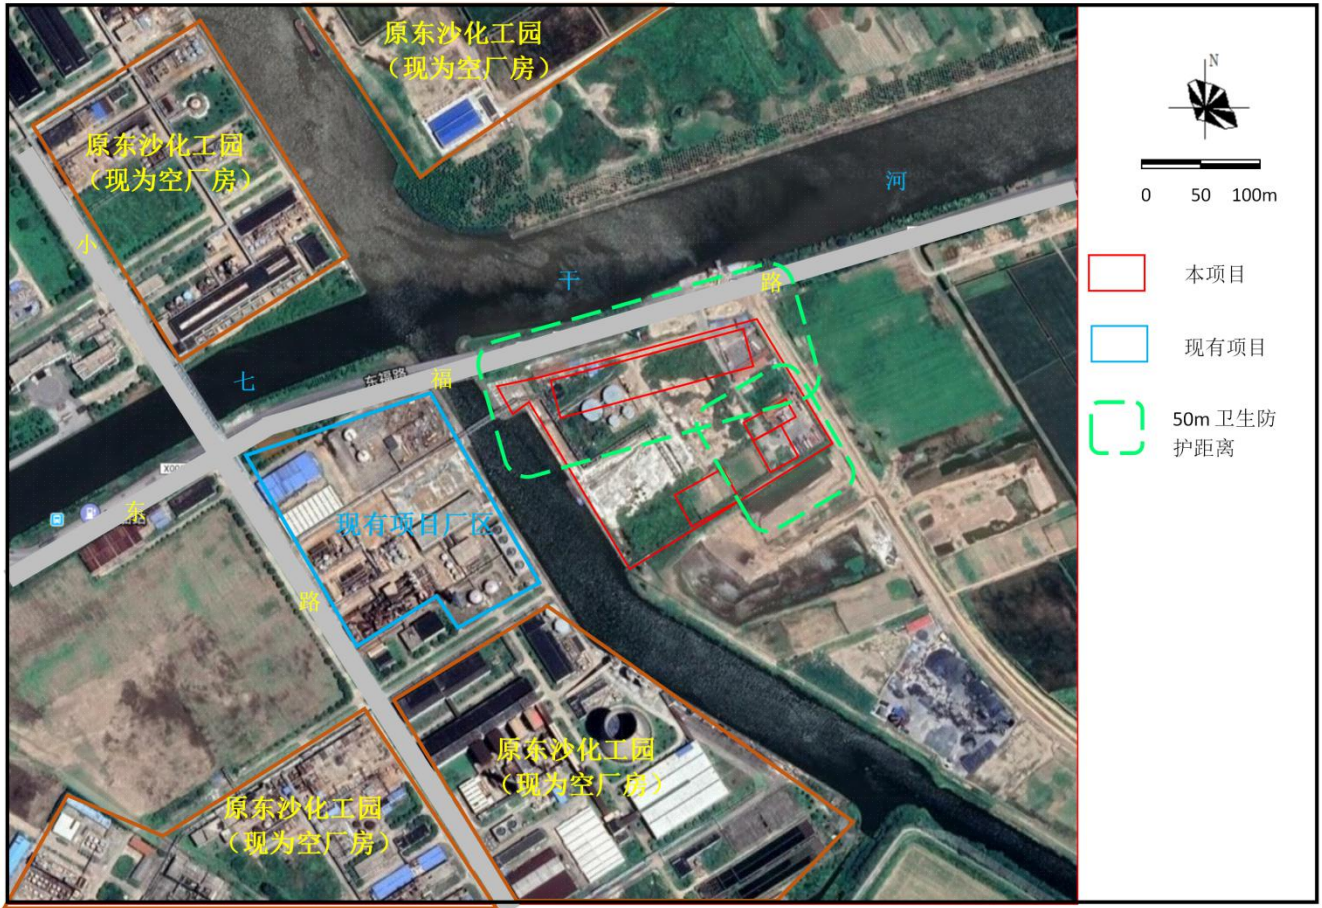 原东沙化工园
（现为空厂房）
N
原东沙化工园
（现为空厂房）
0 50 100m
河
小
干
路
本项目
七
东福路
福
现有项目
50m 卫生防
护距离
X00
东
现有项目厂区
路
原东沙化工园
（现为空厂房）
原东沙化工园
（现为空厂房）